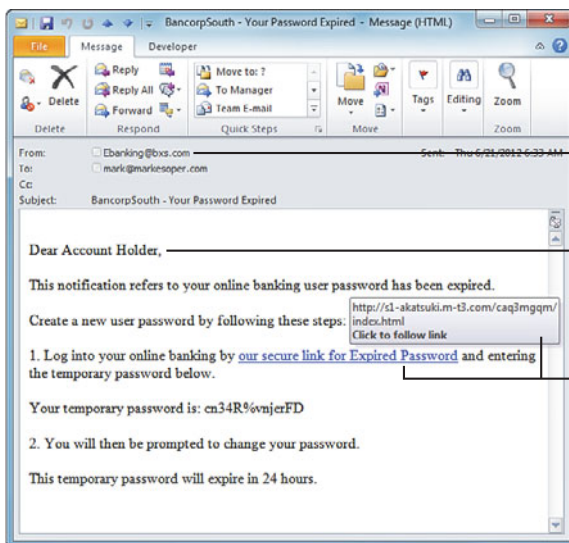 BancorpSouth - Your Password Expired - Message (HTML)
File Message Developer
Delete
Reply
Reply All
Forward
Move to: ?
To Manager
Team E-mail
Move
Tags
Editing
Zoom
Delete Respond Quick Steps Move Zoom
From: Ebanking@bxs.com Sent: Thu 6/21/2012 6:33 AM
To: mark@markesoper.com
Cc:
Subject: BancorpSouth - Your Password Expired
Dear Account Holder,
This notification refers to your online banking user password has been expired.
http://s1-akatsuki.m-t3.com/caq3mgqm/
index.html
Click to follow link
Create a new user password by following these steps:
1. Log into your online banking by our secure link for Expired Password and entering
the temporary password below.
Your temporary password is: cn34R%vnjerFD
2. You will then be prompted to change your password.
This temporary password will expire in 24 hours.